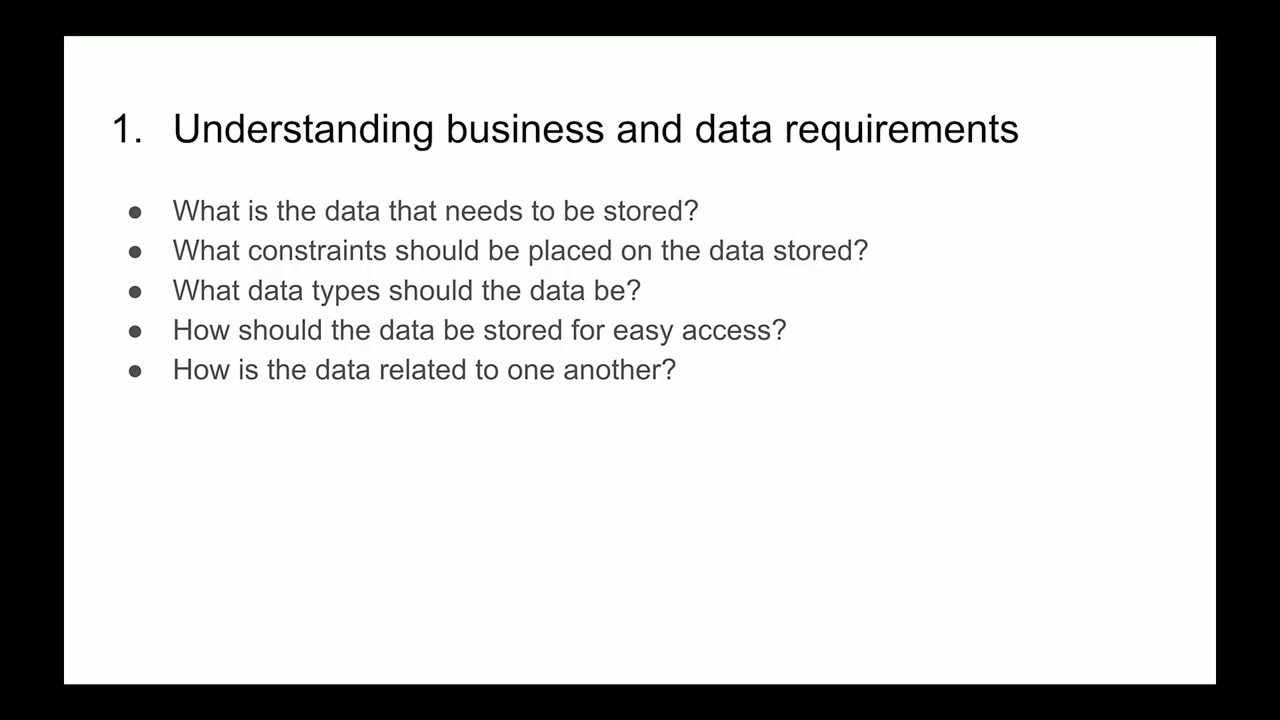 1. Understanding business and data requirements
● What is the data that needs to be stored?
● What constraints should be placed on the data stored?
● What data types should the data be?
● How should the data be stored for easy access?
● How is the data related to one another?